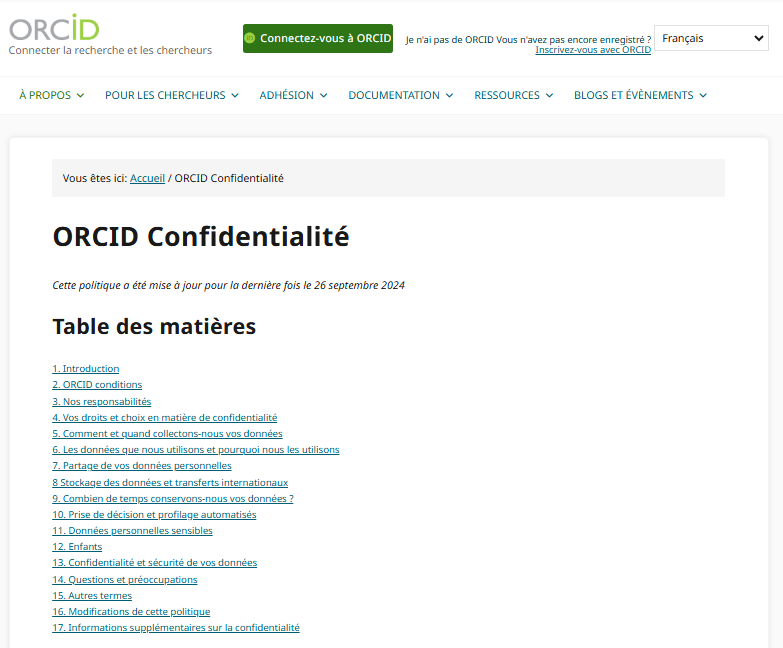 ORCID
Connecter la recherche et les chercheurs
iD Connectez-vous à ORCID
Je n'ai pas de ORCID Vous n'avez pas encore enregistré ?
Inscrivez-vous avec ORCID
Français
À PROPOS
POUR LES CHERCHEURS
ADHÉSION
DOCUMENTATION
RESSOURCES
BLOGS ET ÉVÈNEMENTS
Vous êtes ici: Accueil / ORCID Confidentialité
ORCID Confidentialité
Cette politique a été mise à jour pour la dernière fois le 26 septembre 2024
Table des matières
1. Introduction
2. ORCID conditions
3. Nos responsabilités
4. Vos droits et choix en matière de confidentialité
5. Comment et quand collectons-nous vos données
6. Les données que nous utilisons et pourquoi nous les utilisons
7. Partage de vos données personnelles
8 Stockage des données et transferts internationaux
9. Combien de temps conservons-nous vos données ?
10. Prise de décision et profilage automatisés
11. Données personnelles sensibles
12. Enfants
13. Confidentialité et sécurité de vos données
14. Questions et préoccupations
15. Autres termes
16. Modifications de cette politique
17. Informations supplémentaires sur la confidentialité